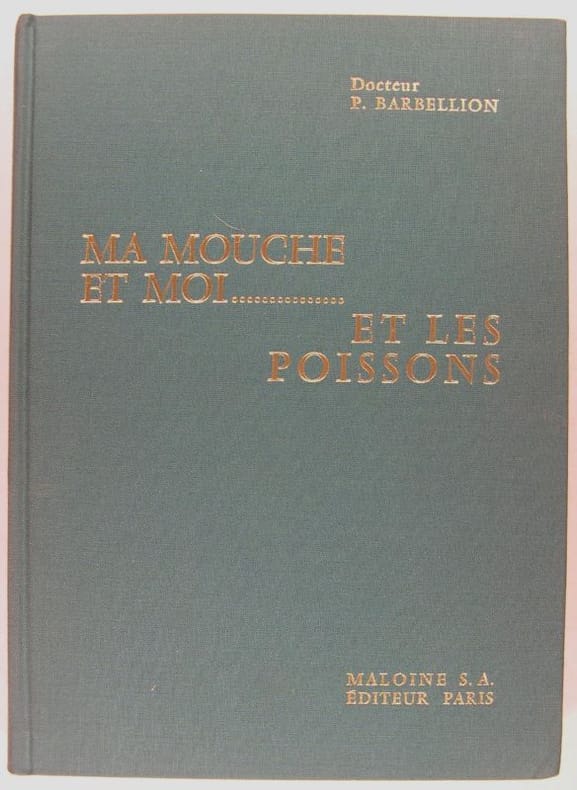 Docteur
P. BARBELLION
MA MOUCHE
ET MOI...............
ET LES
POISSONS
MALOINE S.A.
ÉDITEUR PARIS